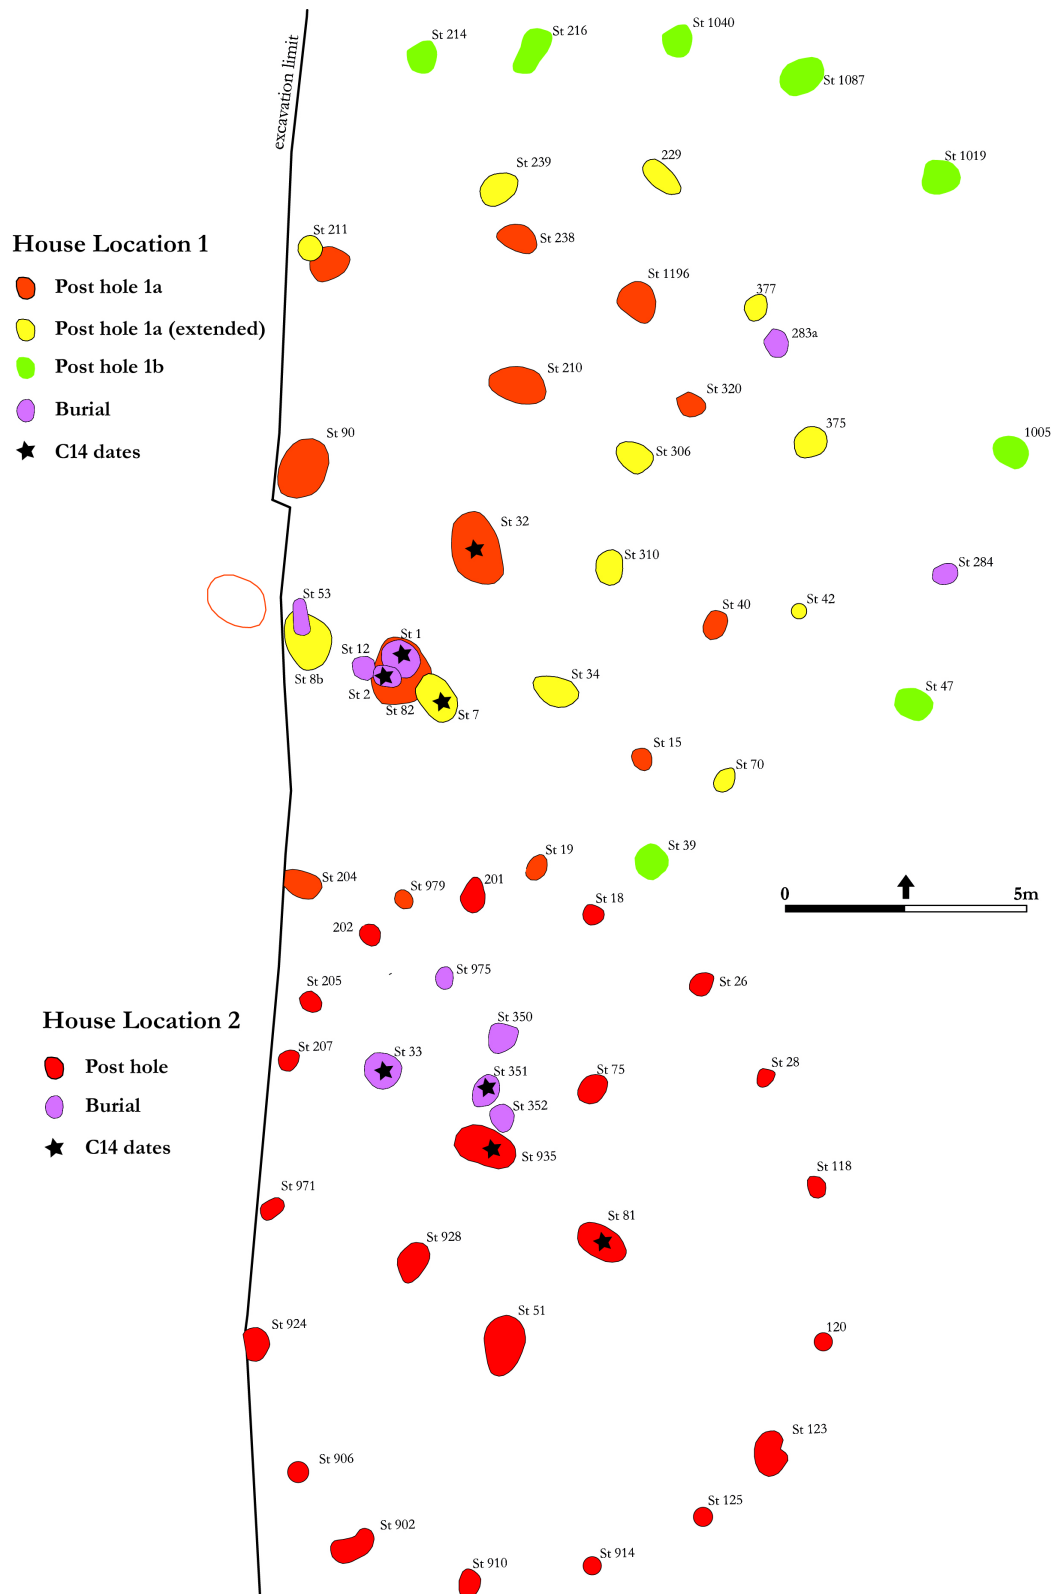 excavation limit
St 214
St 216
St 1040
St 1087
St 239
229
St 1019
House Location 1
Post hole 1a
Post hole 1a (extended)
Post hole 1b
Burial
C14 dates
St 211
St 238
St 1196
377
283a
St 210
St 320
St 90
St 306
375
1005
St 32
St 310
St 284
St 53
St 40
St 42
St 1
St 12
St 8b
St 2
St 82
St 7
St 34
St 47
St 15
St 70
St 19
St 39
St 204
St 979
201
St 18
0
5m
202
St 975
St 205
St 26
House Location 2
Post hole
Burial
C14 dates
St 350
St 207
St 33
St 351
St 75
St 28
St 352
St 935
St 118
St 971
St 928
St 81
St 924
St 51
120
St 123
St 906
St 125
St 902
St 910
St 914